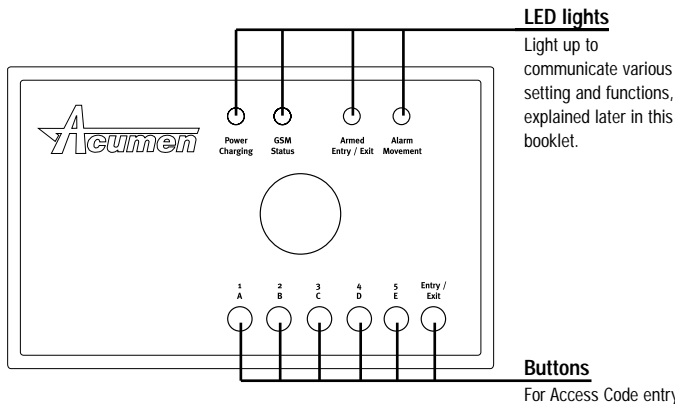 LED lights
Light up to
communicate various
setting and functions,
explained later in this
booklet.
Acumen
Power
Charging
GSM
Status
Armed
Entry / Exit
Alarm
Movement
1
A
2
B
3
C
4
D
5
E
Entry /
Exit
Buttons
For Access Code entry